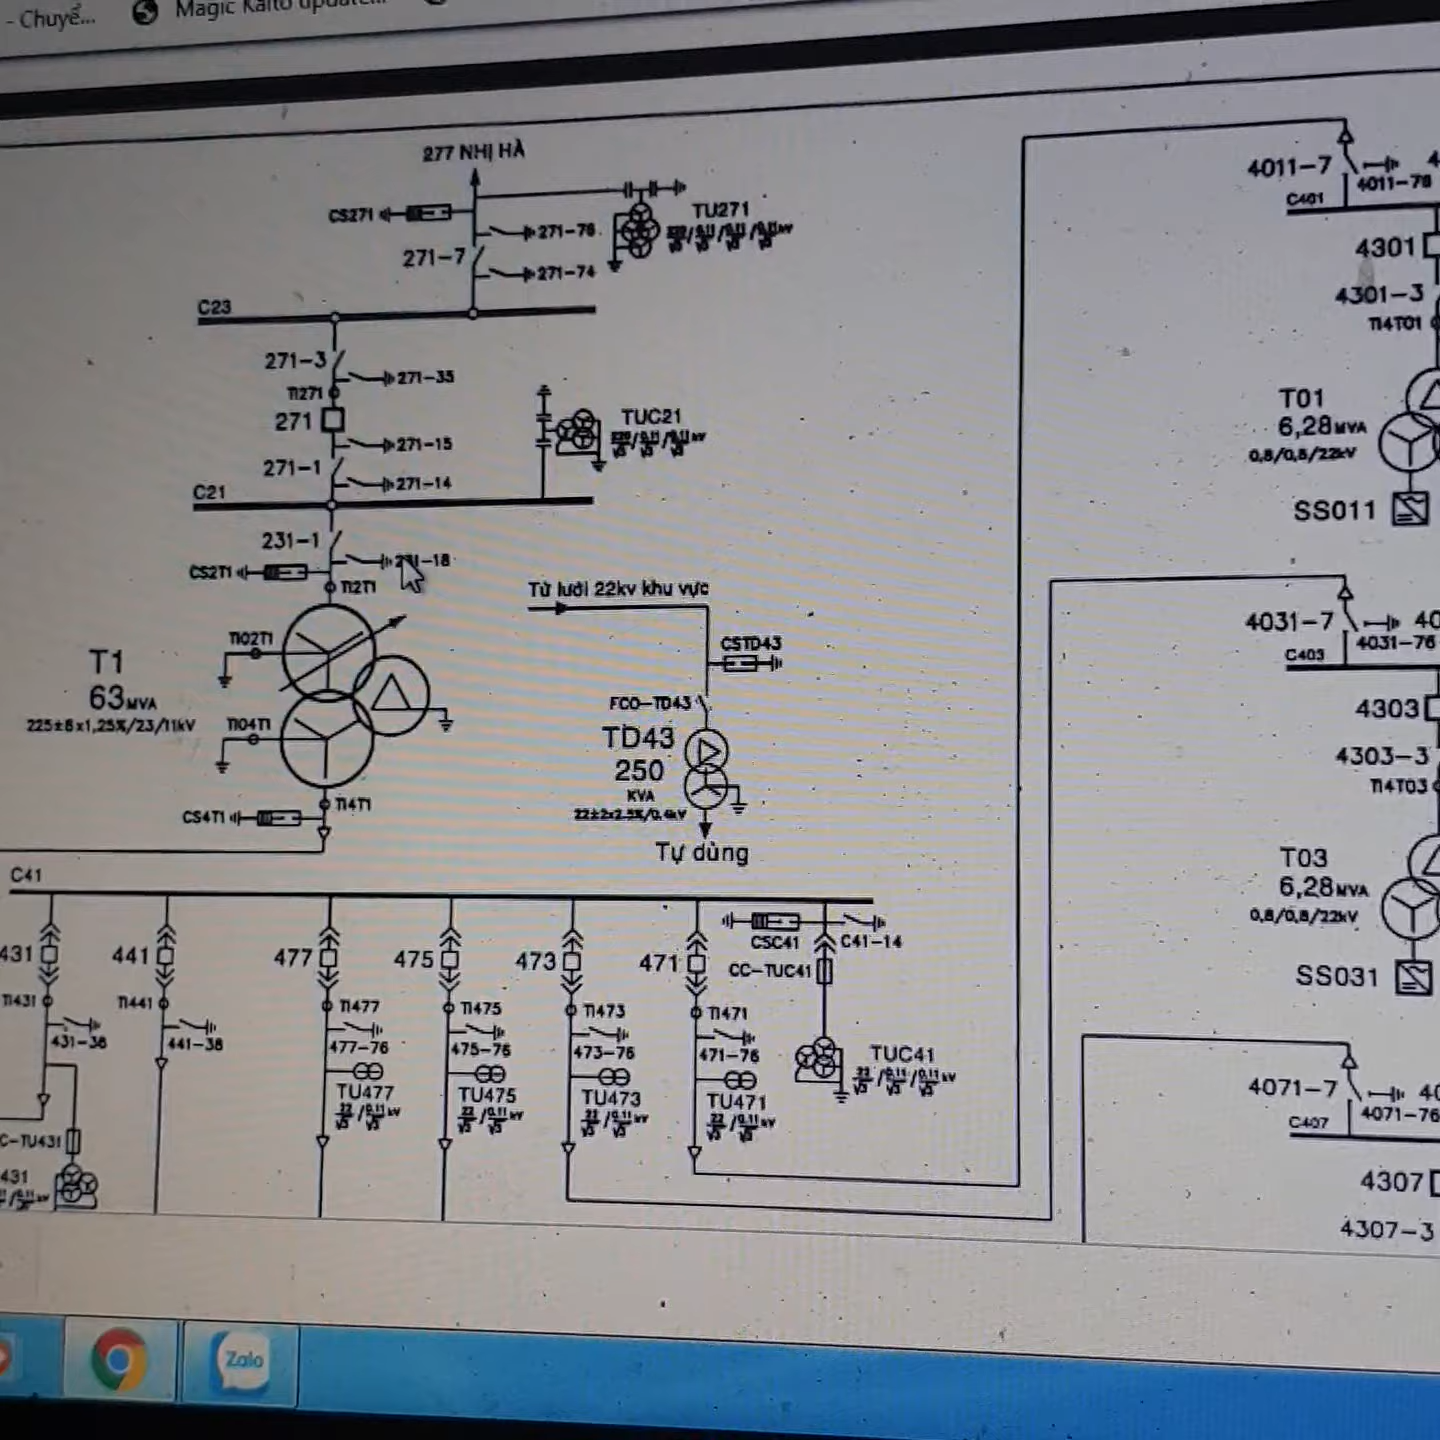 - Chuyể...
Magic Kaito update...
277 NHỊ HÀ
CS271
TU271
271-76
271-7
271-74
C23
271-3
271-35
TI271
271
271-15
271-1
271-14
TUC21
C21
231-1
CS2T1
TI2T1
TI02T1
T1
63MVA
225±8x1,25%/23/11kV
TI04T1
TI4T1
CS4T1
Từ lưới 22kv khu vực
CSTD43
FCO-TD43
TD43
250
KVA
22±2x2.5%/0.4kV
Tự dùng
C41
431
441
477
475
473
471
CSC41
C41-14
CC-TUC41
TI431
TI441
TI477
TI475
TI473
TI471
431-38
441-38
477-76
475-76
473-76
471-76
TU477
TU475
TU473
TU471
TUC41
C-TU431
431
4011-7
4011-76
C401
4301
4301-3
TI4T01
T01
6,28MVA
0,8/0,8/22kV
SS011
4031-7
4031-76
C403
4303
4303-3
TI4T03
T03
6,28MVA
0,8/0,8/22kV
SS031
4071-7
4071-76
C407
4307
4307-3
Zalo